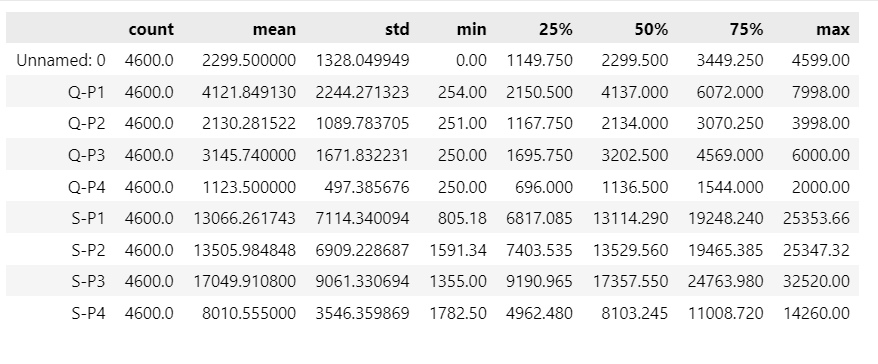 count mean std min 25% 50% 75% max
Unnamed: 0 4600.0 2299.500000 1328.049949 0.00 1149.750 2299.500 3449.250 4599.00
Q-P1 4600.0 4121.849130 2244.271323 254.00 2150.500 4137.000 6072.000 7998.00
Q-P2 4600.0 2130.281522 1089.783705 251.00 1167.750 2134.000 3070.250 3998.00
Q-P3 4600.0 3145.740000 1671.832231 250.00 1695.750 3202.500 4569.000 6000.00
Q-P4 4600.0 1123.500000 497.385676 250.00 696.000 1136.500 1544.000 2000.00
S-P1 4600.0 13066.261743 7114.340094 805.18 6817.085 13114.290 19248.240 25353.66
S-P2 4600.0 13505.984848 6909.228687 1591.34 7403.535 13529.560 19465.385 25347.32
S-P3 4600.0 17049.910800 9061.330694 1355.00 9190.965 17357.550 24763.980 32520.00
S-P4 4600.0 8010.555000 3546.359869 1782.50 4962.480 8103.245 11008.720 14260.00